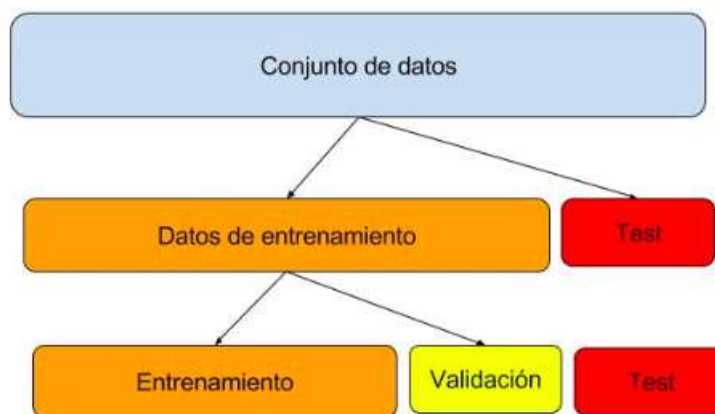 Conjunto de datos
Datos de entrenamiento
Test
Entrenamiento
Validación
Test